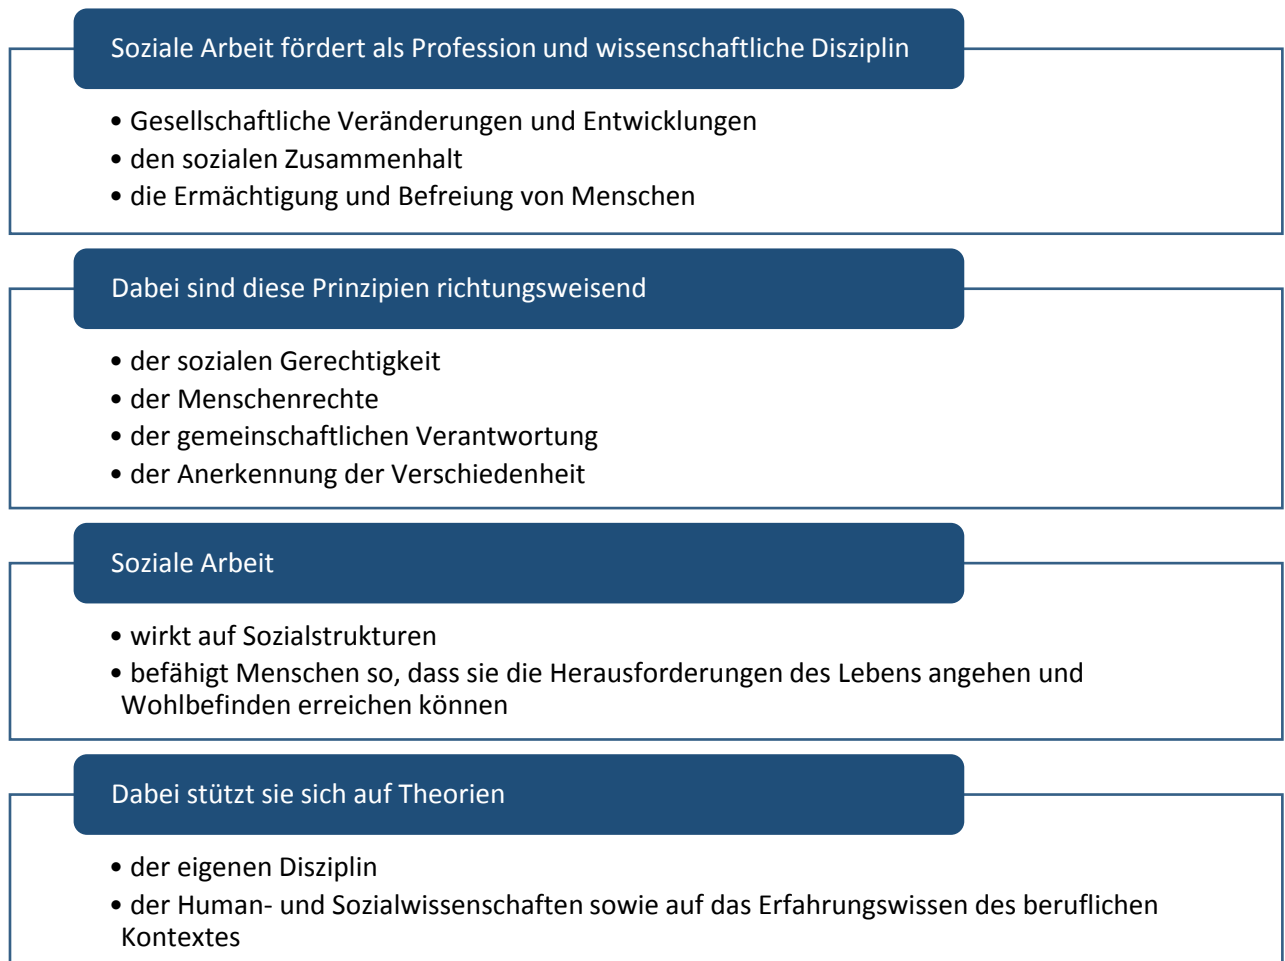 Soziale Arbeit fördert als Profession und wissenschaftliche Disziplin
• Gesellschaftliche Veränderungen und Entwicklungen
• den sozialen Zusammenhalt
• die Ermächtigung und Befreiung von Menschen
Dabei sind diese Prinzipien richtungsweisend
• der sozialen Gerechtigkeit
• der Menschenrechte
• der gemeinschaftlichen Verantwortung
• der Anerkennung der Verschiedenheit
Soziale Arbeit
• wirkt auf Sozialstrukturen
• befähigt Menschen so, dass sie die Herausforderungen des Lebens angehen und
Wohlbefinden erreichen können
Dabei stützt sie sich auf Theorien
• der eigenen Disziplin
• der Human- und Sozialwissenschaften sowie auf das Erfahrungswissen des beruflichen
Kontextes